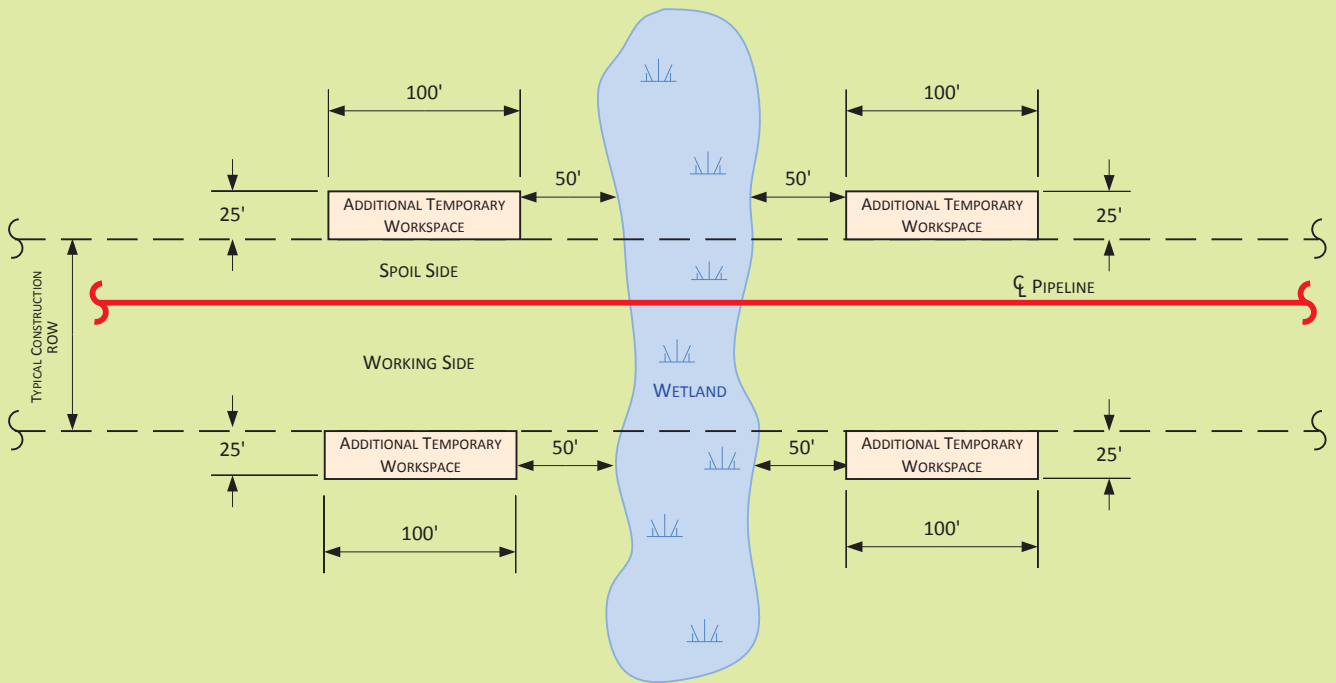 100'
100'
50'
50'
25'
ADDITIONAL TEMPORARY
WORKSPACE
ADDITIONAL TEMPORARY
WORKSPACE
25'
SPOIL SIDE
℄ PIPELINE
TYPICAL CONSTRUCTION
ROW
WORKING SIDE
WETLAND
25'
ADDITIONAL TEMPORARY
WORKSPACE
50'
50'
ADDITIONAL TEMPORARY
WORKSPACE
25'
100'
100'